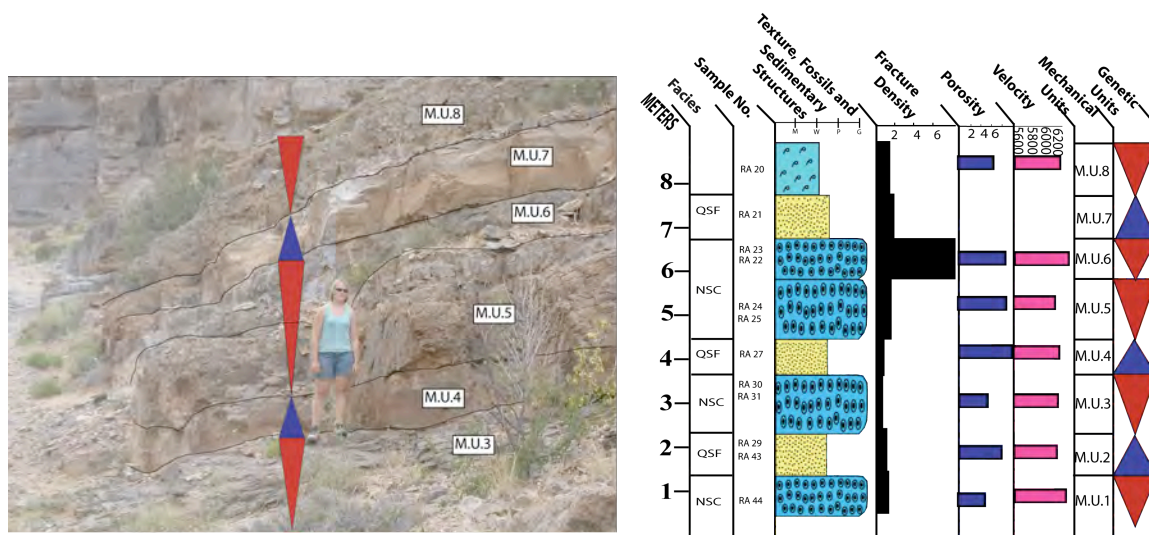 M.U.8
M.U.7
M.U.6
M.U.5
M.U.4
M.U.3
METERS
Facies
Sample No.
Texture, Fossils and
Sedimentary
Structures
Fracture
Density
Porosity
Velocity
Mechanical
Units
Genetic
Units
M W P G
2 4 6
2 4 6
5600
5800
6000
6200
8
RA 20
M.U.8
QSF
RA 21
M.U.7
7
NSC
RA 23
RA 22
M.U.6
6
RA 24
RA 25
M.U.5
5
QSF
RA 27
M.U.4
4
NSC
RA 30
RA 31
M.U.3
3
QSF
RA 29
RA 43
M.U.2
2
NSC
RA 44
M.U.1
1